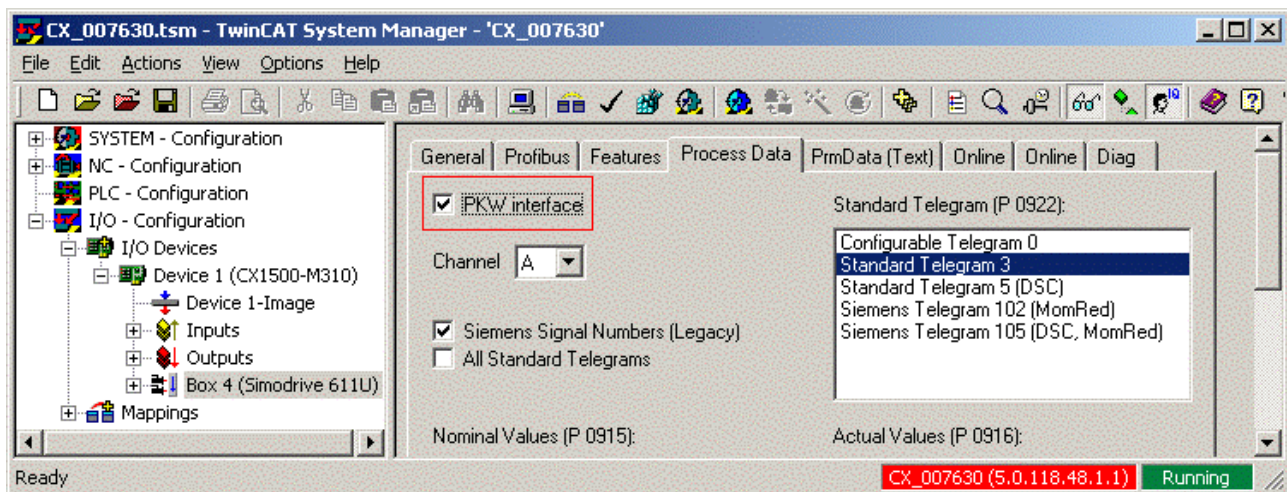 CX_007630.tsm - TwinCAT System Manager - 'CX_007630'
File Edit Actions View Options Help
SYSTEM - Configuration
NC - Configuration
PLC - Configuration
I/O - Configuration
I/O Devices
Device 1 (CX1500-M310)
Device 1-Image
Inputs
Outputs
Box 4 (Simodrive 611U)
Mappings
General Profibus Features Process Data PrmData (Text) Online Online Diag
PKW interface
Channel A
Siemens Signal Numbers (Legacy)
All Standard Telegrams
Nominal Values (P 0915):
Standard Telegram (P 0922):
Configurable Telegram 0
Standard Telegram 3
Standard Telegram 5 (DSC)
Siemens Telegram 102 (MomRed)
Siemens Telegram 105 (DSC, MomRed)
Actual Values (P 0916):
Ready
CX_007630 (5.0.118.48.1.1) Running